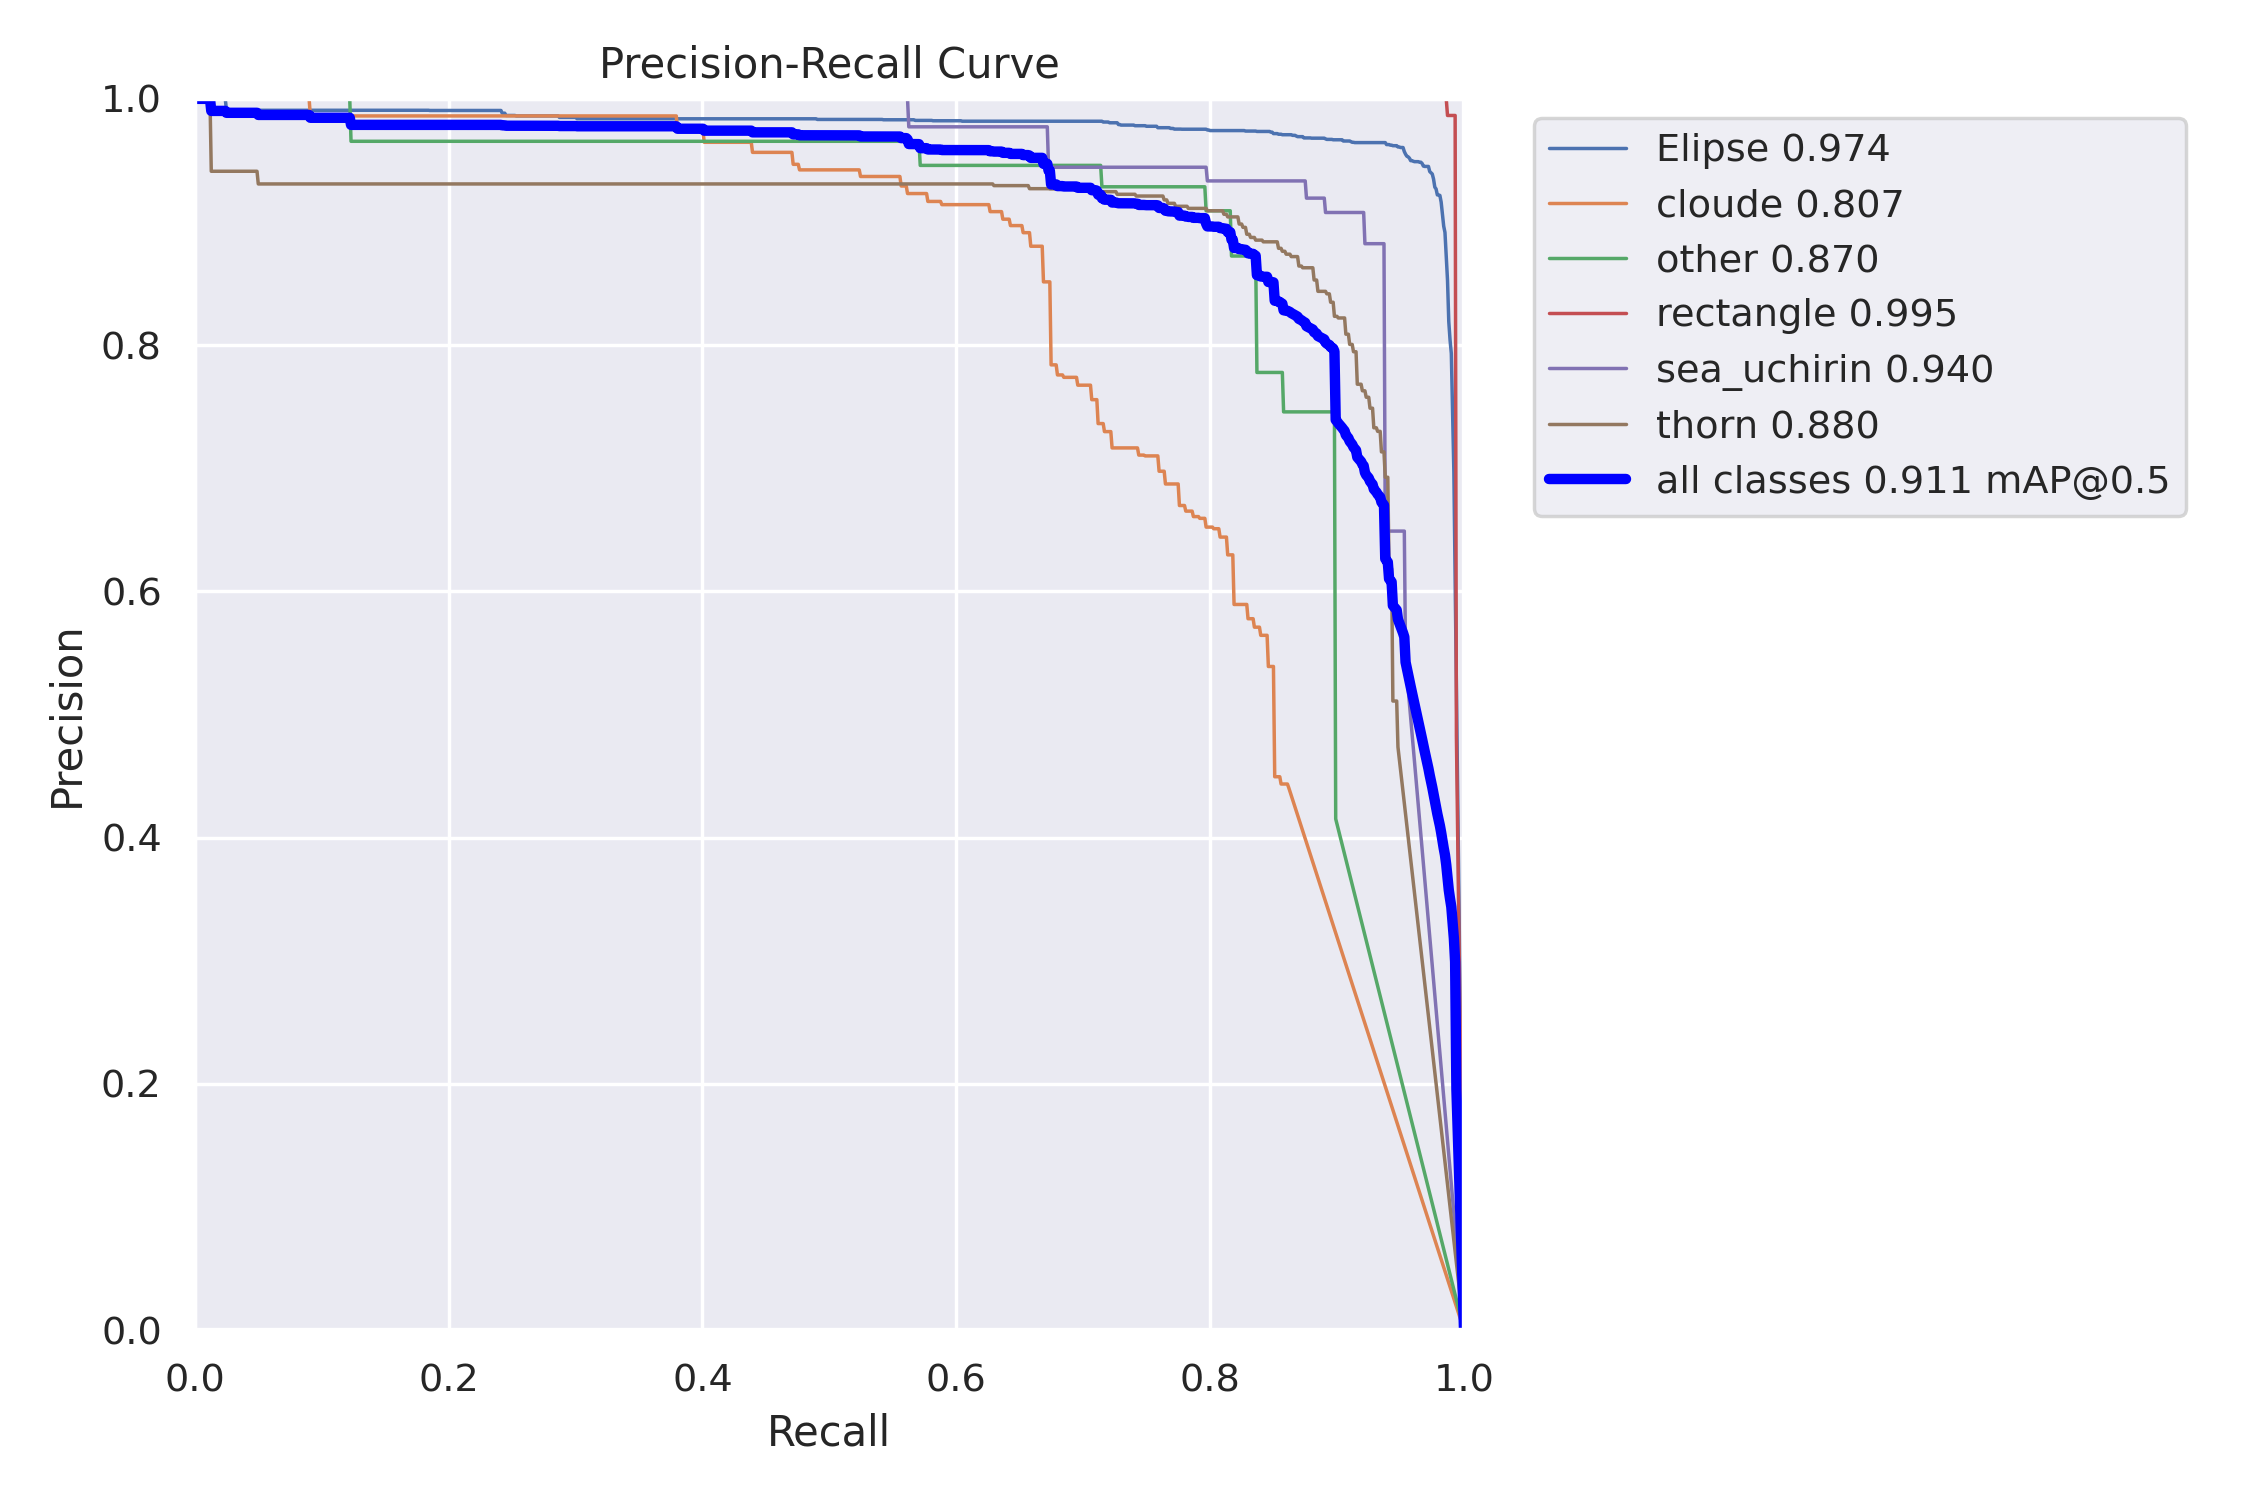 Precision-Recall Curve
1.0
0.8
0.6
0.4
0.2
0.0
Precision
0.0 0.2 0.4 0.6 0.8 1.0
Recall
Elipse 0.974
cloude 0.807
other 0.870
rectangle 0.995
sea_uchirin 0.940
thorn 0.880
all classes 0.911 mAP@0.5